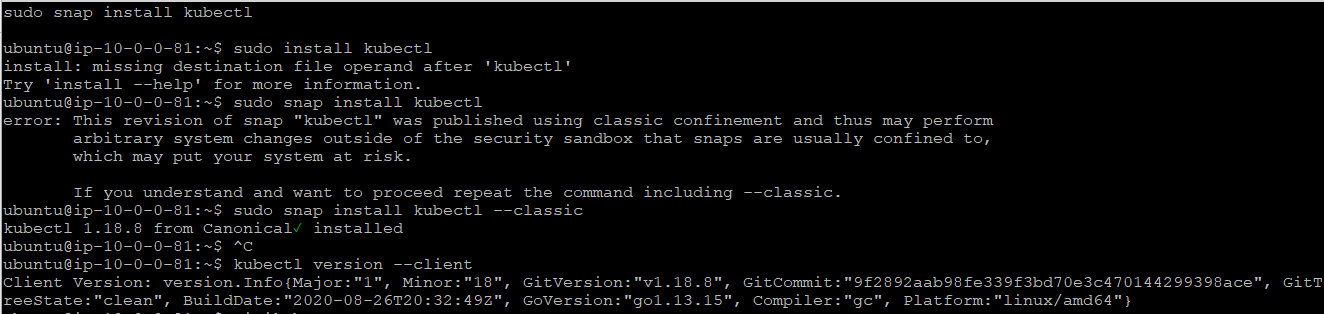 sudo snap install kubectl
ubuntu@ip-10-0-0-81:~$ sudo install kubectl
install: missing destination file operand after 'kubectl'
Try 'install --help' for more information.
ubuntu@ip-10-0-0-81:~$ sudo snap install kubectl
error: This revision of snap "kubectl" was published using classic confinement and thus may perform
arbitrary system changes outside of the security sandbox that snaps are usually confined to,
which may put your system at risk.
If you understand and want to proceed repeat the command including --classic.
ubuntu@ip-10-0-0-81:~$ sudo snap install kubectl --classic
kubectl 1.18.8 from Canonical✓ installed
ubuntu@ip-10-0-0-81:~$ ^C
ubuntu@ip-10-0-0-81:~$ kubectl version --client
Client Version: version.Info{Major:"1", Minor:"18", GitVersion:"v1.18.8", GitCommit:"9f2892aab98fe339f3bd70e3c470144299398ace", GitT
reeState:"clean", BuildDate:"2020-08-26T20:32:49Z", GoVersion:"go1.13.15", Compiler:"gc", Platform:"linux/amd64"}